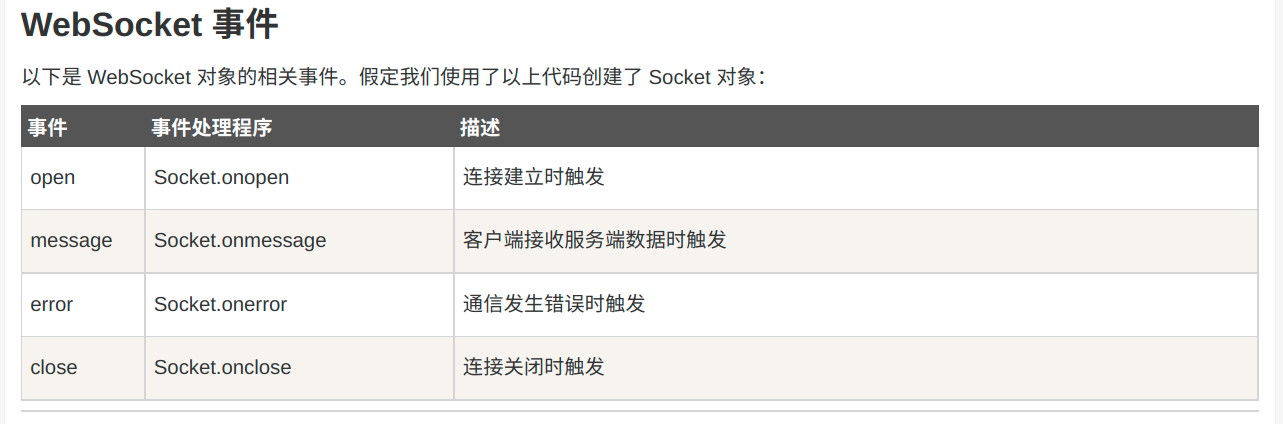 WebSocket 事件
以下是 WebSocket 对象的相关事件。假定我们使用了以上代码创建了 Socket 对象：
事件 事件处理程序 描述
open Socket.onopen 连接建立时触发
message Socket.onmessage 客户端接收服务端数据时触发
error Socket.onerror 通信发生错误时触发
close Socket.onclose 连接关闭时触发